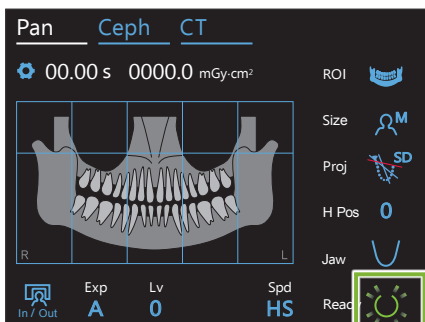 Pan Ceph CT
00.00 s 0000.0 mGy·cm²
ROI
Size M
Proj SD
H Pos 0
R L Jaw
Exp Lv Spd
In / Out A 0 HS
Ready